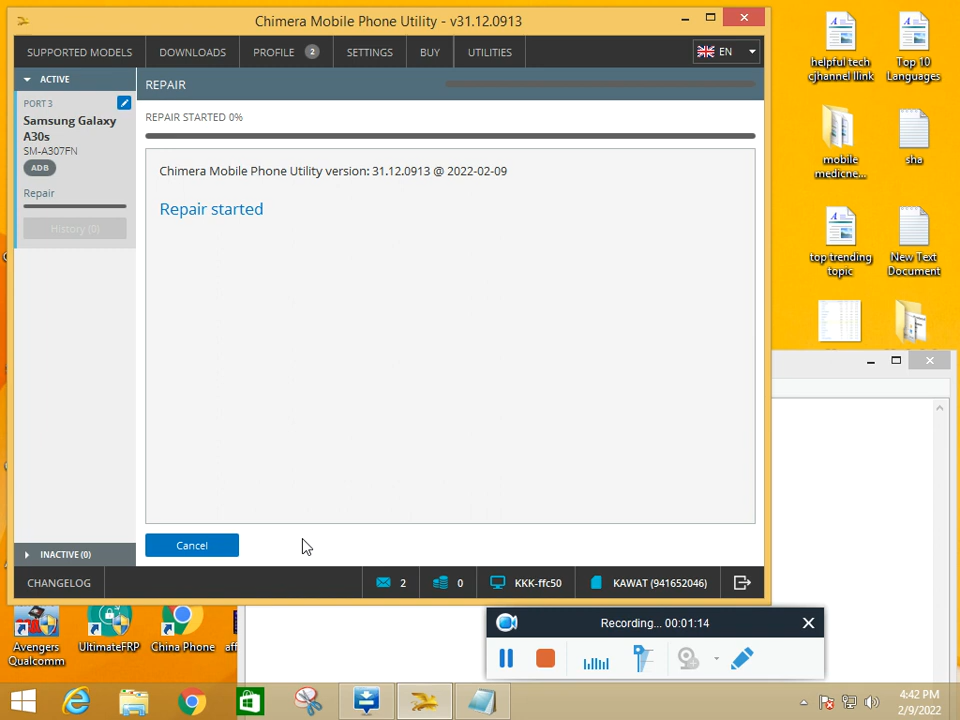 Chimera Mobile Phone Utility - v31.12.0913
SUPPORTED MODELS
DOWNLOADS
PROFILE 2
SETTINGS
BUY
UTILITIES
EN
ACTIVE
PORT 3
Samsung Galaxy
A30s
SM-A307FN
ADB
Repair
History (0)
REPAIR
REPAIR STARTED 0%
Chimera Mobile Phone Utility version: 31.12.0913 @ 2022-02-09
Repair started
Cancel
INACTIVE (0)
CHANGELOG
2
0
KKK-ffc50
KAWAT (941652046)
helpful tech
cjhannel llink
Top 10
Languages
mobile
medicne...
sha
top trending
topic
New Text
Document
Avengers
Qualcomm
UltimateFRP
China Phone
aff
Recording... 00:01:14
4:42 PM
2/9/2022